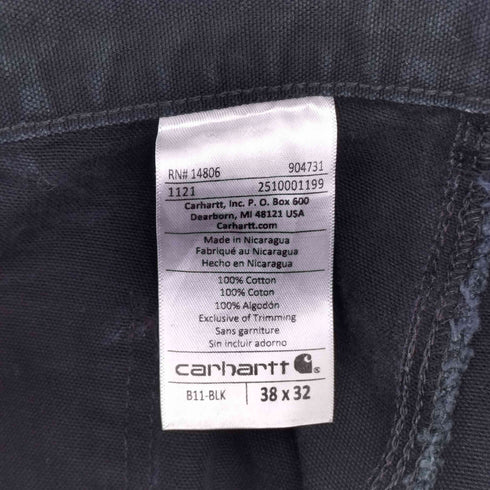 RN# 14806 904731
1121 2510001199
Carhartt, Inc. P. O. Box 600
Dearborn, MI 48121 USA
Carhartt.com
Made in Nicaragua
Fabriqué au Nicaragua
Hecho en Nicaragua
100% Cotton
100% Coton
100% Algodón
Exclusive of Trimming
Sans garniture
Sin incluir adorno
carhartt ®
B11-BLK 38 x 32